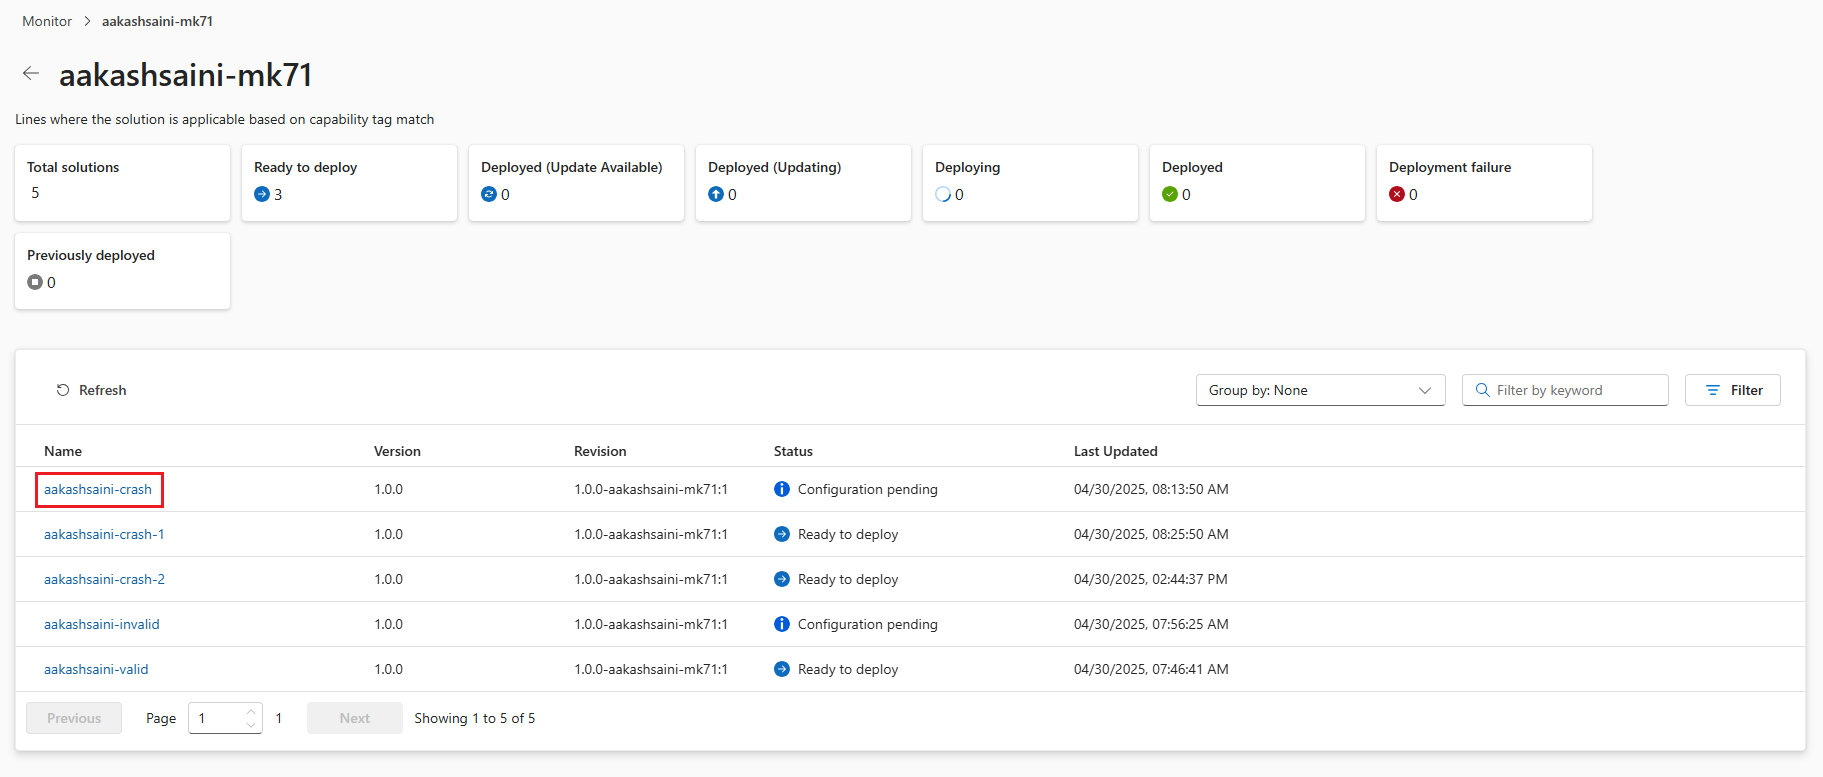 Monitor > aakashsaini-mk71
aakashsaini-mk71
Lines where the solution is applicable based on capability tag match
Total solutions
5
Ready to deploy
3
Deployed (Update Available)
0
Deployed (Updating)
0
Deploying
0
Deployed
0
Deployment failure
0
Previously deployed
0
Refresh
Group by: None
Filter by keyword
Filter
Name Version Revision Status Last Updated
aakashsaini-crash 1.0.0 1.0.0-aakashsaini-mk71:1 Configuration pending 04/30/2025, 08:13:50 AM
aakashsaini-crash-1 1.0.0 1.0.0-aakashsaini-mk71:1 Ready to deploy 04/30/2025, 08:25:50 AM
aakashsaini-crash-2 1.0.0 1.0.0-aakashsaini-mk71:1 Ready to deploy 04/30/2025, 02:44:37 PM
aakashsaini-invalid 1.0.0 1.0.0-aakashsaini-mk71:1 Configuration pending 04/30/2025, 07:56:25 AM
aakashsaini-valid 1.0.0 1.0.0-aakashsaini-mk71:1 Ready to deploy 04/30/2025, 07:46:41 AM
Previous Page 1 1 Next Showing 1 to 5 of 5